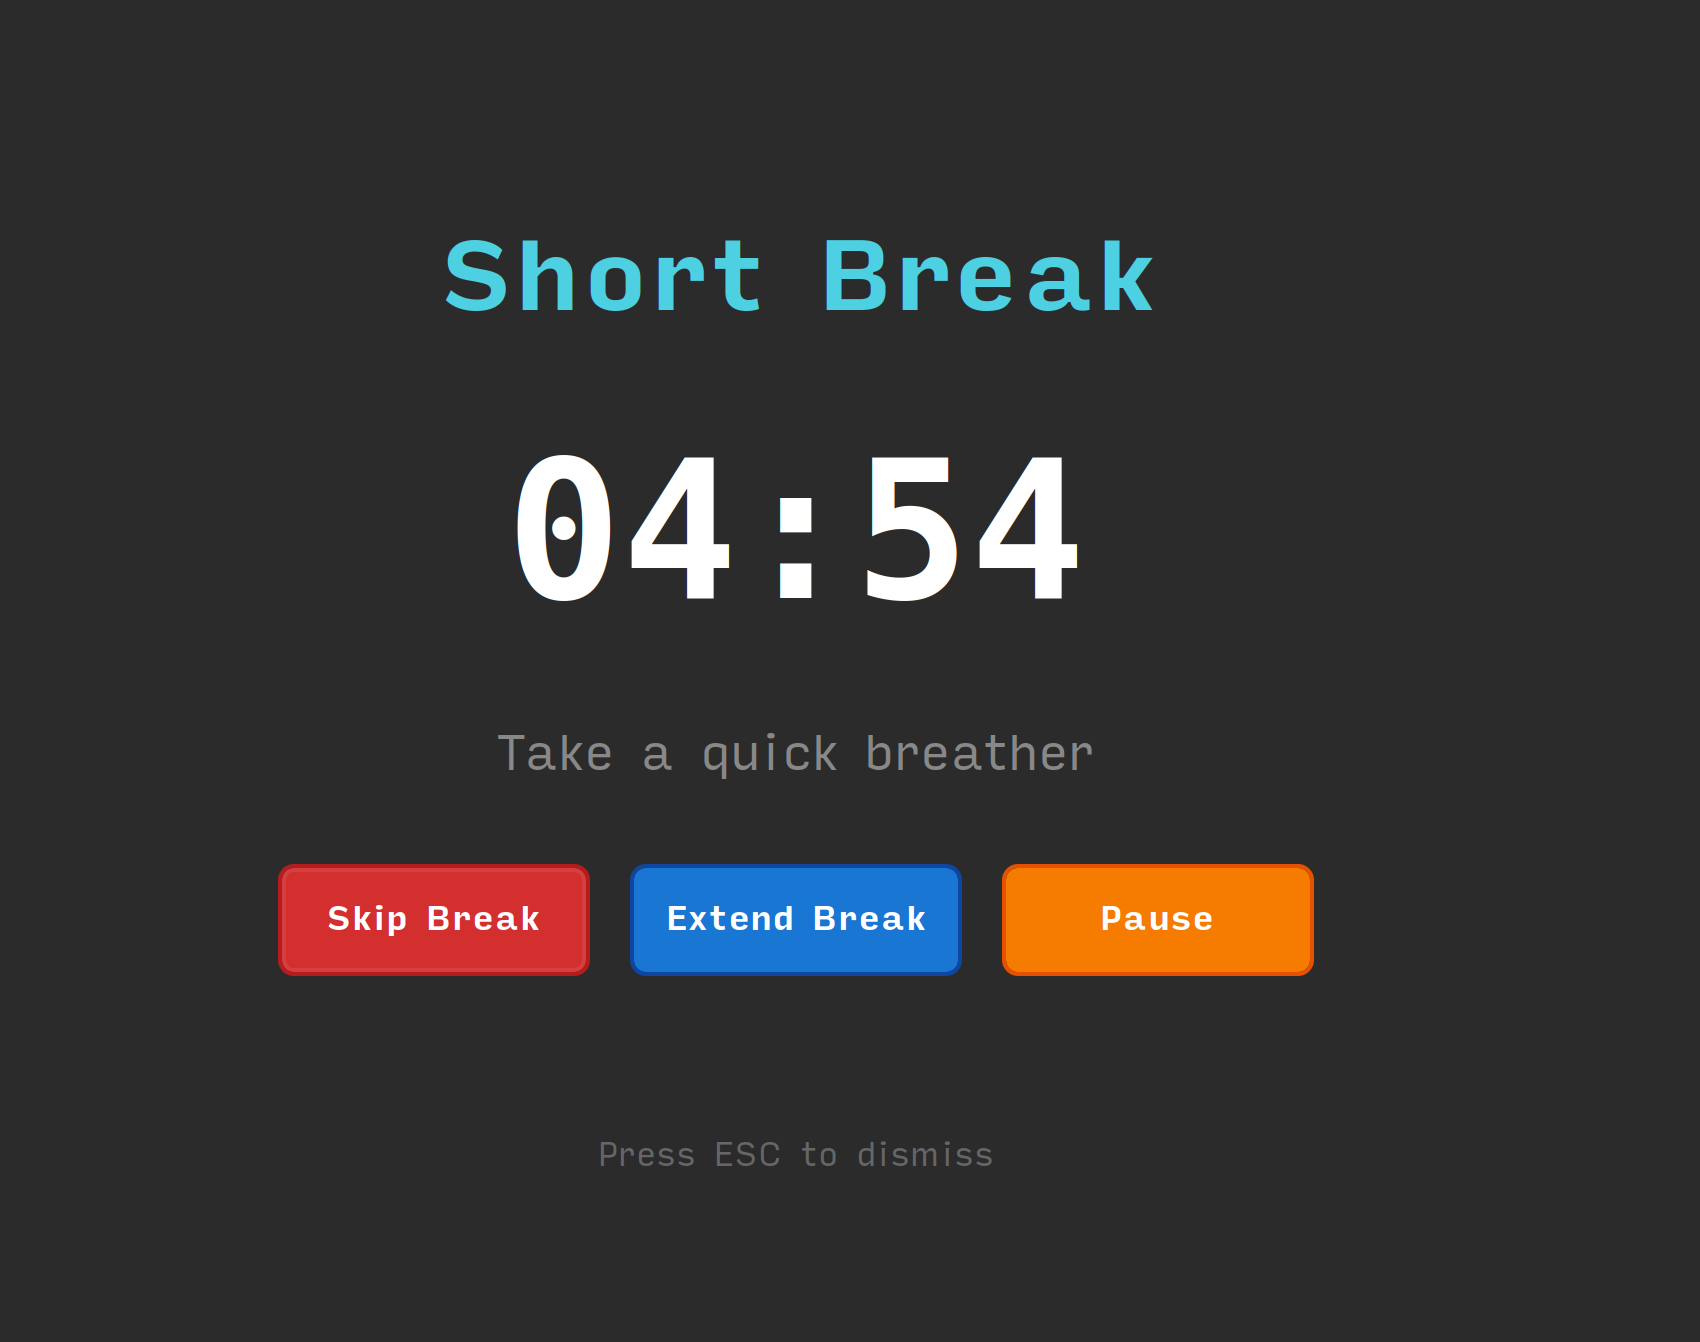 Short Break
04:54
Take a quick breather
Skip Break Extend Break Pause
Press ESC to dismiss